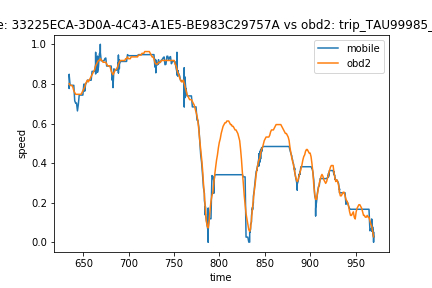 e: 33225ECA-3D0A-4C43-A1E5-BE983C29757A vs obd2: trip_TAU99985_
mobile
obd2
1.0
0.8
0.6
0.4
0.2
0.0
speed
650 700 750 800 850 900 950
time